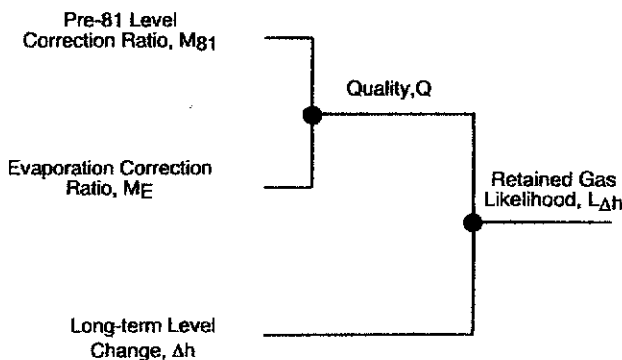 Pre-81 Level
Correction Ratio, M81
Quality,Q
Evaporation Correction
Ratio, ME
Retained Gas
Likelihood, LΔh
Long-term Level
Change, Δh